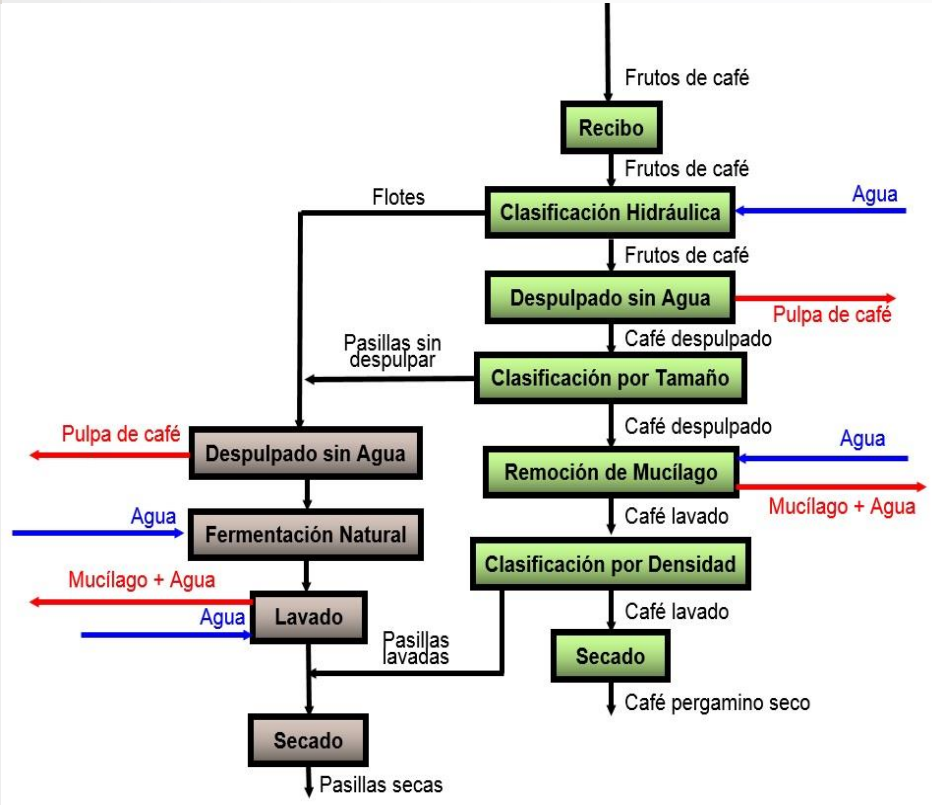 Frutos de café
Recibo
Frutos de café
Flotes
Clasificación Hidráulica
Agua
Frutos de café
Despulpado sin Agua
Pulpa de café
Café despulpado
Pasillas sin
despulpar
Clasificación por Tamaño
Café despulpado
Pulpa de café
Despulpado sin Agua
Agua
Remoción de Mucílago
Mucílago + Agua
Café lavado
Agua
Fermentación Natural
Clasificación por Densidad
Mucílago + Agua
Agua
Lavado
Café lavado
Pasillas
lavadas
Secado
Café pergamino seco
Secado
Pasillas secas